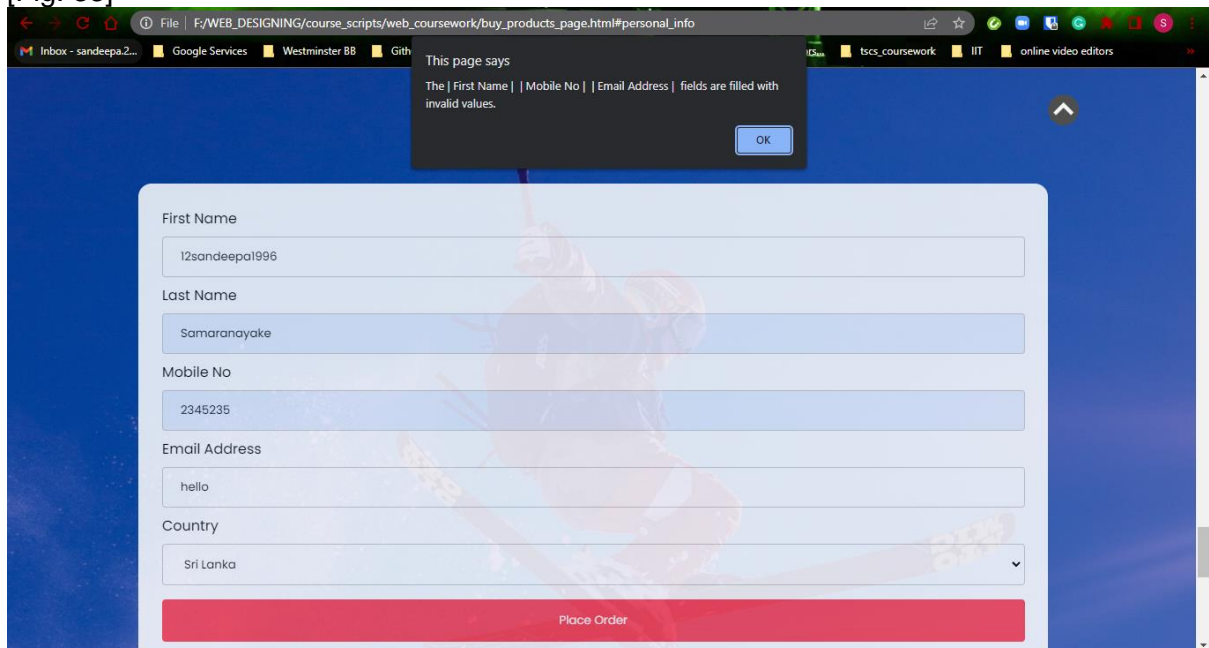 File | F:/WEB_DESIGNING/course_scripts/web_coursework/buy_products_page.html#personal_info
S
Inbox - sandeepa.2... Google Services Westminster BB Gith tscs_coursework IIT online video editors »
This page says
The | First Name | | Mobile No | | Email Address | fields are filled with
invalid values.
OK
First Name
12sandeepa1996
Last Name
Samaranayake
Mobile No
2345235
Email Address
hello
Country
Sri Lanka
Place Order